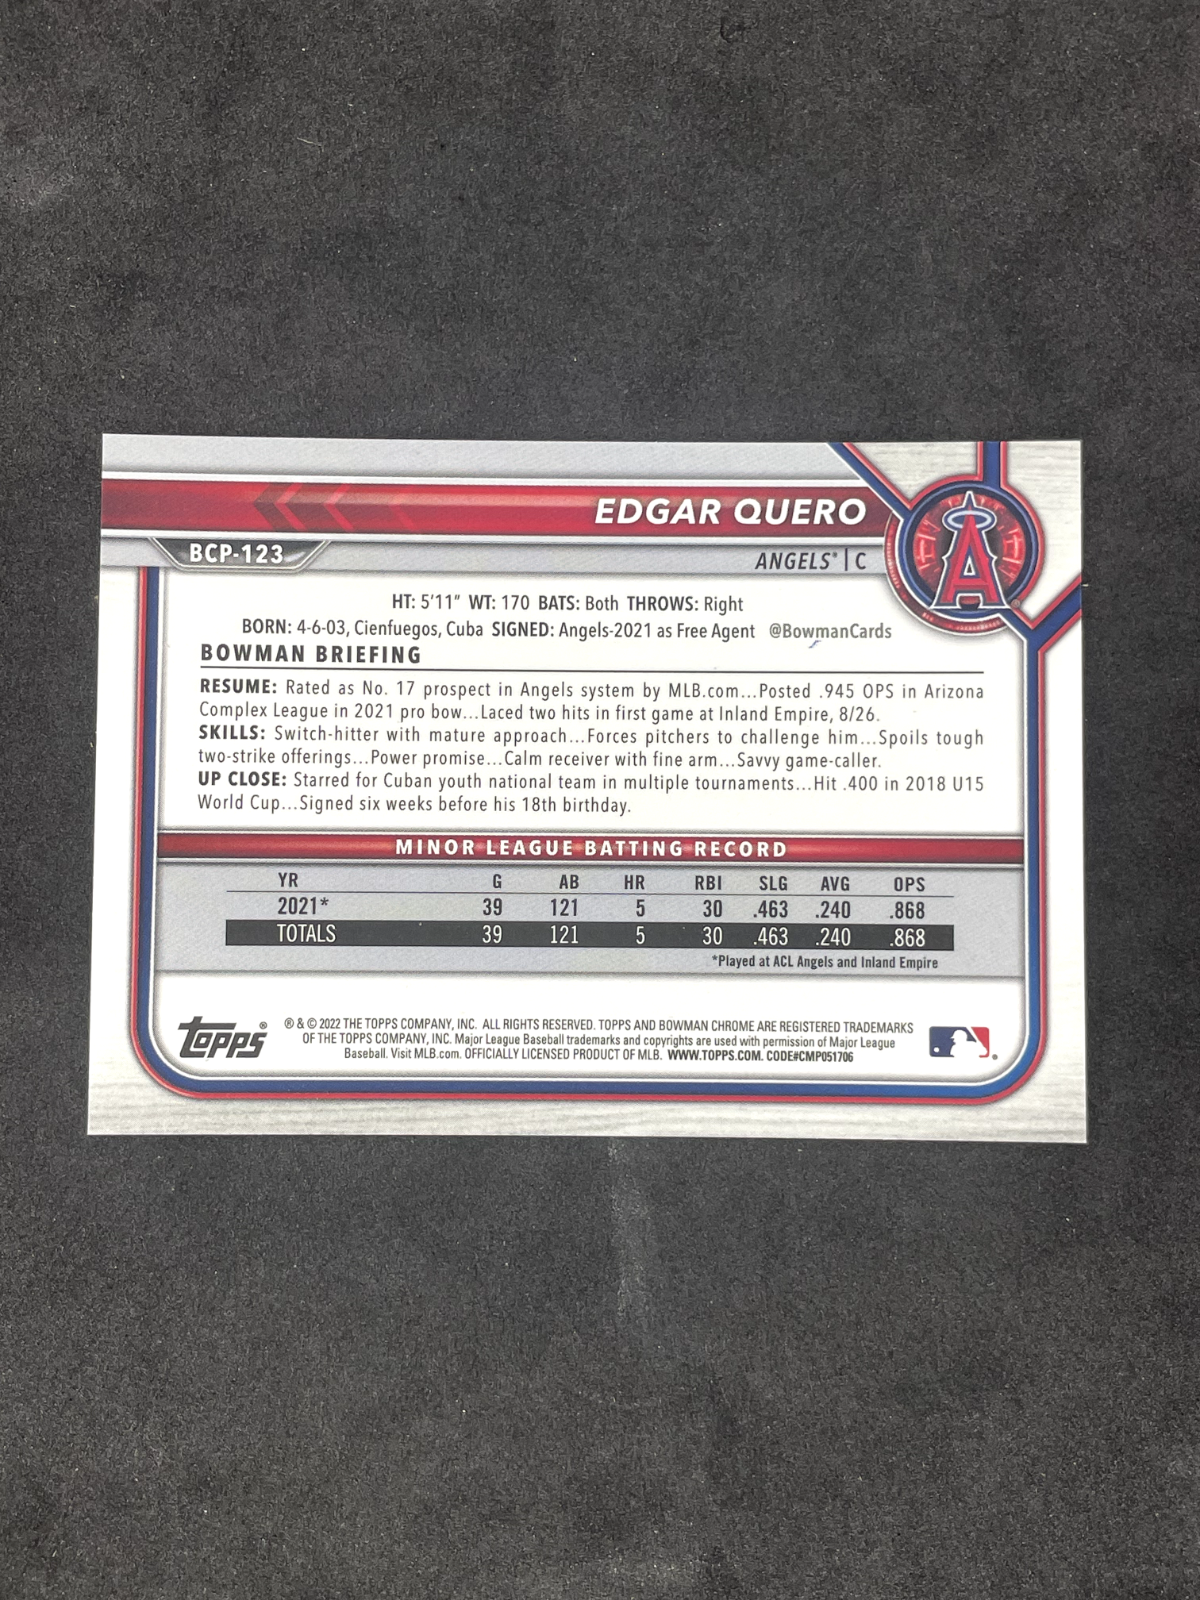 EDGAR QUERO
BCP-123
ANGELS® | C
A
HT: 5'11" WT: 170 BATS: Both THROWS: Right
BORN: 4-6-03, Cienfuegos, Cuba SIGNED: Angels-2021 as Free Agent @BowmanCards
BOWMAN BRIEFING
RESUME: Rated as No. 17 prospect in Angels system by MLB.com...Posted .945 OPS in Arizona
Complex League in 2021 pro bow...Laced two hits in first game at Inland Empire, 8/26.
SKILLS: Switch-hitter with mature approach...Forces pitchers to challenge him...Spoils tough
two-strike offerings...Power promise...Calm receiver with fine arm...Savvy game-caller.
UP CLOSE: Starred for Cuban youth national team in multiple tournaments...Hit .400 in 2018 U15
World Cup...Signed six weeks before his 18th birthday.
MINOR LEAGUE BATTING RECORD
YR G AB HR RBI SLG AVG OPS
2021* 39 121 5 30 .463 .240 .868
TOTALS 39 121 5 30 .463 .240 .868
*Played at ACL Angels and Inland Empire
topps®
® & © 2022 THE TOPPS COMPANY, INC. ALL RIGHTS RESERVED. TOPPS AND BOWMAN CHROME ARE REGISTERED TRADEMARKS
OF THE TOPPS COMPANY, INC. Major League Baseball trademarks and copyrights are used with permission of Major League
Baseball. Visit MLB.com. OFFICIALLY LICENSED PRODUCT OF MLB. WWW.TOPPS.COM. CODE#CMP051706